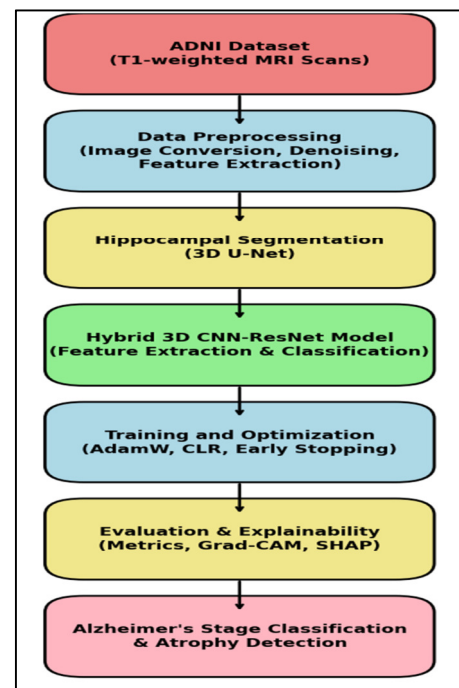 ADNI Dataset
(T1-weighted MRI Scans)
Data Preprocessing
(Image Conversion, Denoising,
Feature Extraction)
Hippocampal Segmentation
(3D U-Net)
Hybrid 3D CNN-ResNet Model
(Feature Extraction & Classification)
Training and Optimization
(AdamW, CLR, Early Stopping)
Evaluation & Explainability
(Metrics, Grad-CAM, SHAP)
Alzheimer's Stage Classification
& Atrophy Detection